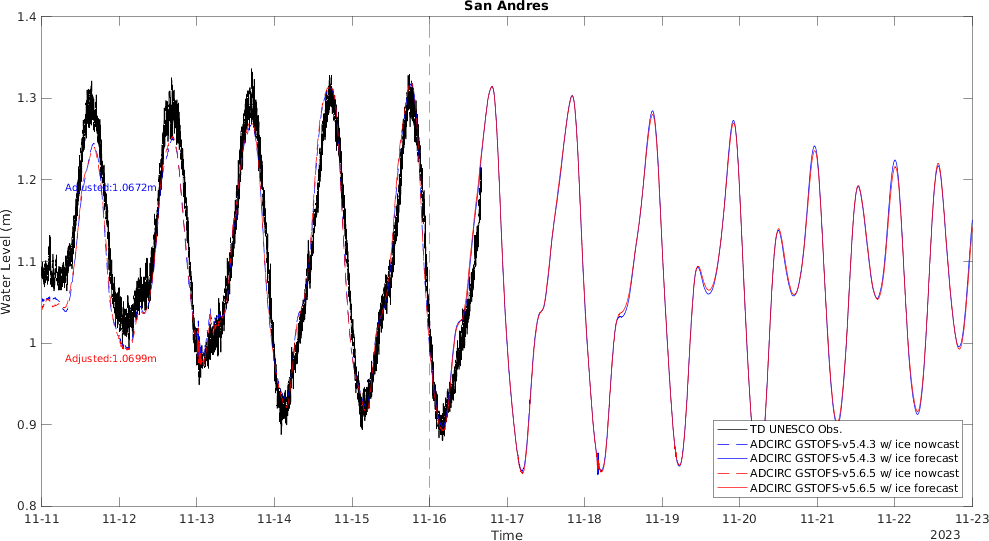 San Andres
1.4
1.3
1.2
1.1
1
0.9
0.8
Water Level (m)
Adjusted:1.0672m
Adjusted:1.0699m
TD UNESCO Obs.
ADCIRC GSTOFS-v5.4.3 w/ ice nowcast
ADCIRC GSTOFS-v5.4.3 w/ ice forecast
ADCIRC GSTOFS-v5.6.5 w/ ice nowcast
ADCIRC GSTOFS-v5.6.5 w/ ice forecast
11-11 11-12 11-13 11-14 11-15 11-16 11-17 11-18 11-19 11-20 11-21 11-22 11-23
Time
2023